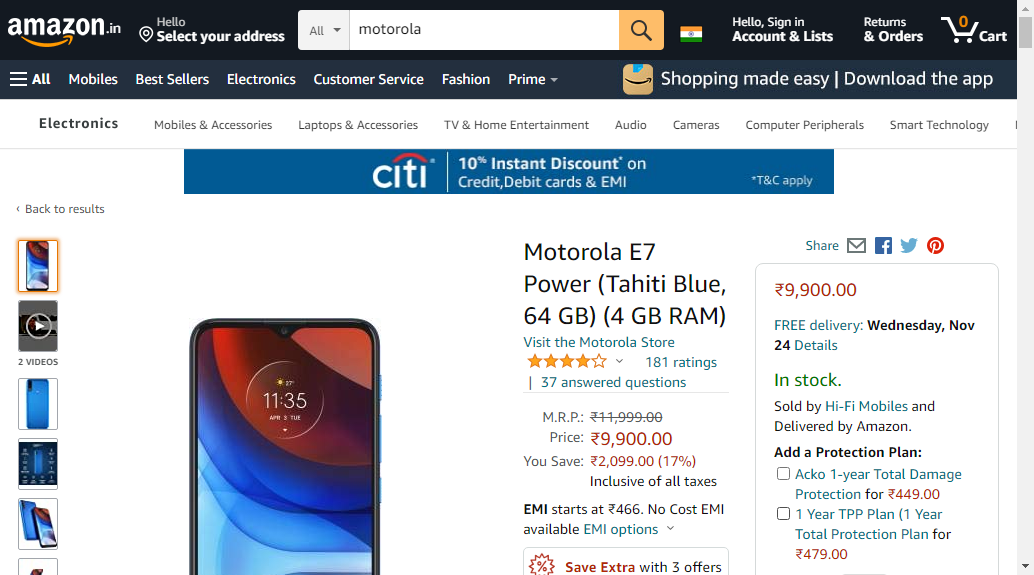 amazon.in
Hello
Select your address
All
motorola
Hello, Sign in
Account & Lists
Returns
& Orders
0
Cart
All
Mobiles
Best Sellers
Electronics
Customer Service
Fashion
Prime
Shopping made easy | Download the app
Electronics
Mobiles & Accessories
Laptops & Accessories
TV & Home Entertainment
Audio
Cameras
Computer Peripherals
Smart Technology
citi
10% Instant Discount* on
Credit,Debit cards & EMI
*T&C apply
‹ Back to results
2 VIDEOS
27°
11:35
APR 3 TUE
Motorola E7
Power (Tahiti Blue,
64 GB) (4 GB RAM)
Visit the Motorola Store
181 ratings
| 37 answered questions
M.R.P.: ₹11,999.00
Price: ₹9,900.00
You Save: ₹2,099.00 (17%)
Inclusive of all taxes
EMI starts at ₹466. No Cost EMI
available EMI options
Save Extra with 3 offers
Share
₹9,900.00
FREE delivery: Wednesday, Nov
24 Details
In stock.
Sold by Hi-Fi Mobiles and
Delivered by Amazon.
Add a Protection Plan:
Acko 1-year Total Damage
Protection for ₹449.00
1 Year TPP Plan (1 Year
Total Protection Plan for
₹479.00